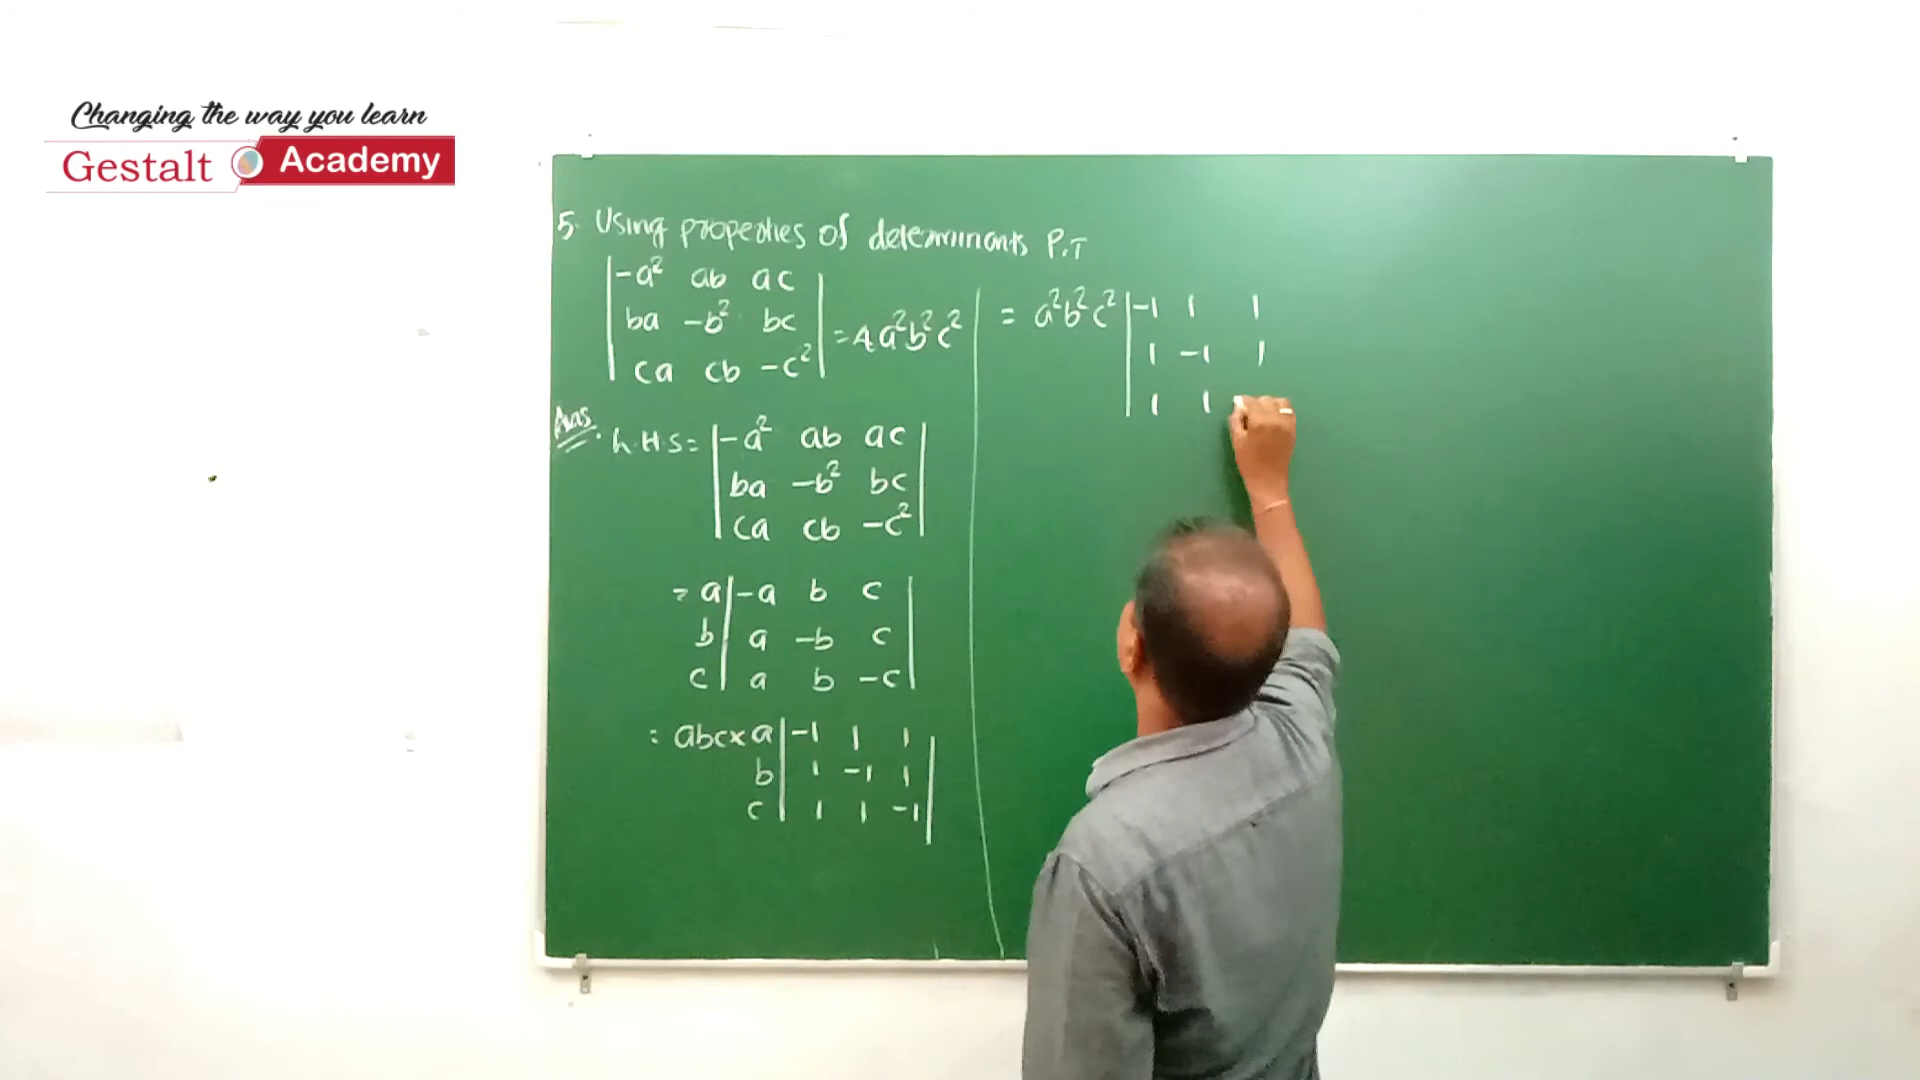 Changing the way you learn
Gestalt Academy
5. Using properties of determinants P.T
|-a² ab ac|
|ba -b² bc| = 4a²b²c²
|ca cb -c²|
Ans.
L.H.S = |-a² ab ac|
|ba -b² bc|
|ca cb -c²|
= a|-a b c|
b|a -b c|
c|a b -c|
= abc x a|-1 1 1|
b|1 -1 1|
c|1 1 -1|
= a²b²c² |-1 1 1
|1 -1 1
|1 1